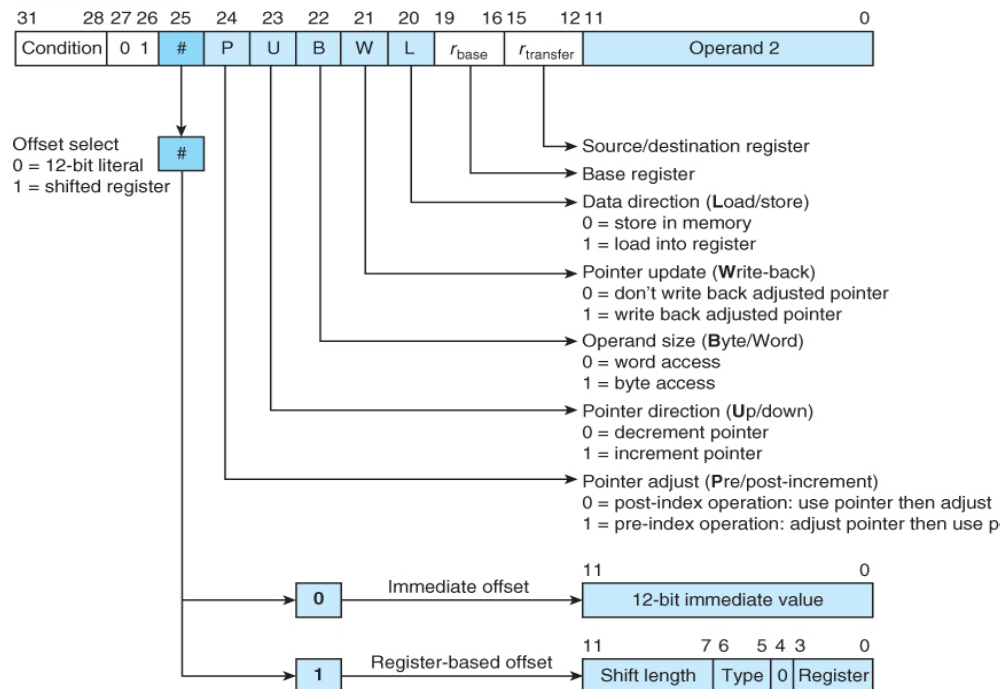 31 28 27 26 25 24 23 22 21 20 19 16 15 12 11 0
Condition 0 1 # P U B W L r_base r_transfer Operand 2
Offset select
0 = 12-bit literal
1 = shifted register
#
Source/destination register
Base register
Data direction (Load/store)
0 = store in memory
1 = load into register
Pointer update (Write-back)
0 = don't write back adjusted pointer
1 = write back adjusted pointer
Operand size (Byte/Word)
0 = word access
1 = byte access
Pointer direction (Up/down)
0 = decrement pointer
1 = increment pointer
Pointer adjust (Pre/post-increment)
0 = post-index operation: use pointer then adjust
1 = pre-index operation: adjust pointer then use p
11 0
0 Immediate offset 12-bit immediate value
11 7 6 5 4 3 0
1 Register-based offset Shift length Type 0 Register